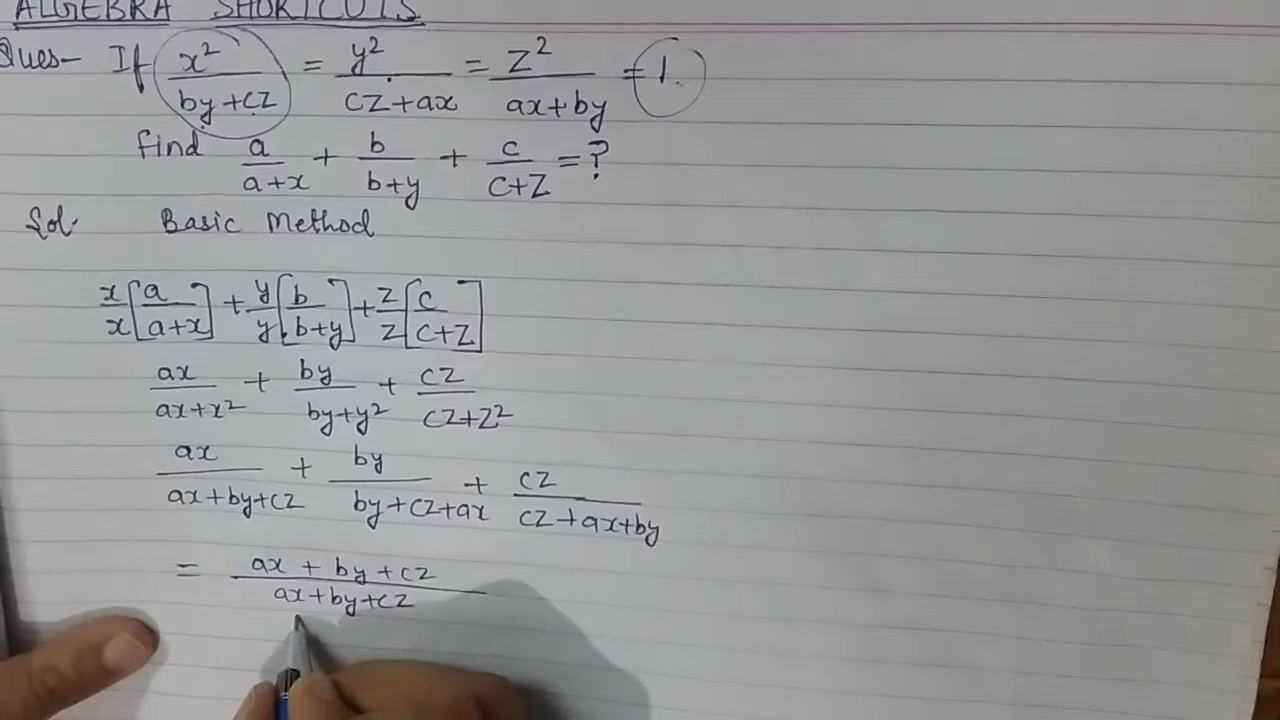 ALGEBRA SHORTCUTS
Ques- If x²/(by+cz) = y²/(cz+ax) = z²/(ax+by) = 1.
find a/(a+x) + b/(b+y) + c/(c+z) = ?
Sol. Basic Method
x/x[a/(a+x)] + y/y[b/(b+y)] + z/z[c/(c+z)]
ax/(ax+x²) + by/(by+y²) + cz/(cz+z²)
ax/(ax+by+cz) + by/(by+cz+ax) + cz/(cz+ax+by)
= (ax+by+cz)/(ax+by+cz)